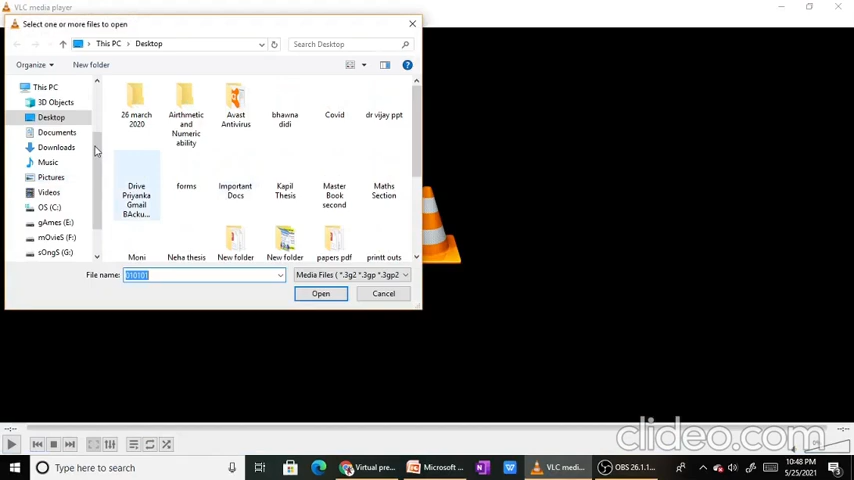 VLC media player
Select one or more files to open
This PC
Desktop
Search Desktop
Organize
New folder
This PC
3D Objects
Desktop
Documents
Downloads
Music
Pictures
Videos
OS (C:)
gAmes (E:)
mOvieS (F:)
sOngS (G:)
26 march
2020
Airthmetic
and
Numeric
ability
Avast
Antivirus
bhawna
didi
Covid
dr vijay ppt
Drive
Priyanka
Gmail
BAcku...
forms
Important
Docs
Kapil
Thesis
Master
Book
second
Maths
Section
Moni
Neha thesis
New folder
New folder
papers pdf
printt outs
File name:
010101
Media Files ( *.3g2 *.3gp *.3gp2
Open
Cancel
--:--
--:--
clideo.com
Type here to search
Virtual pre...
Microsoft ...
VLC medi...
OBS 26.1.1...
10:48 PM
5/25/2021
3